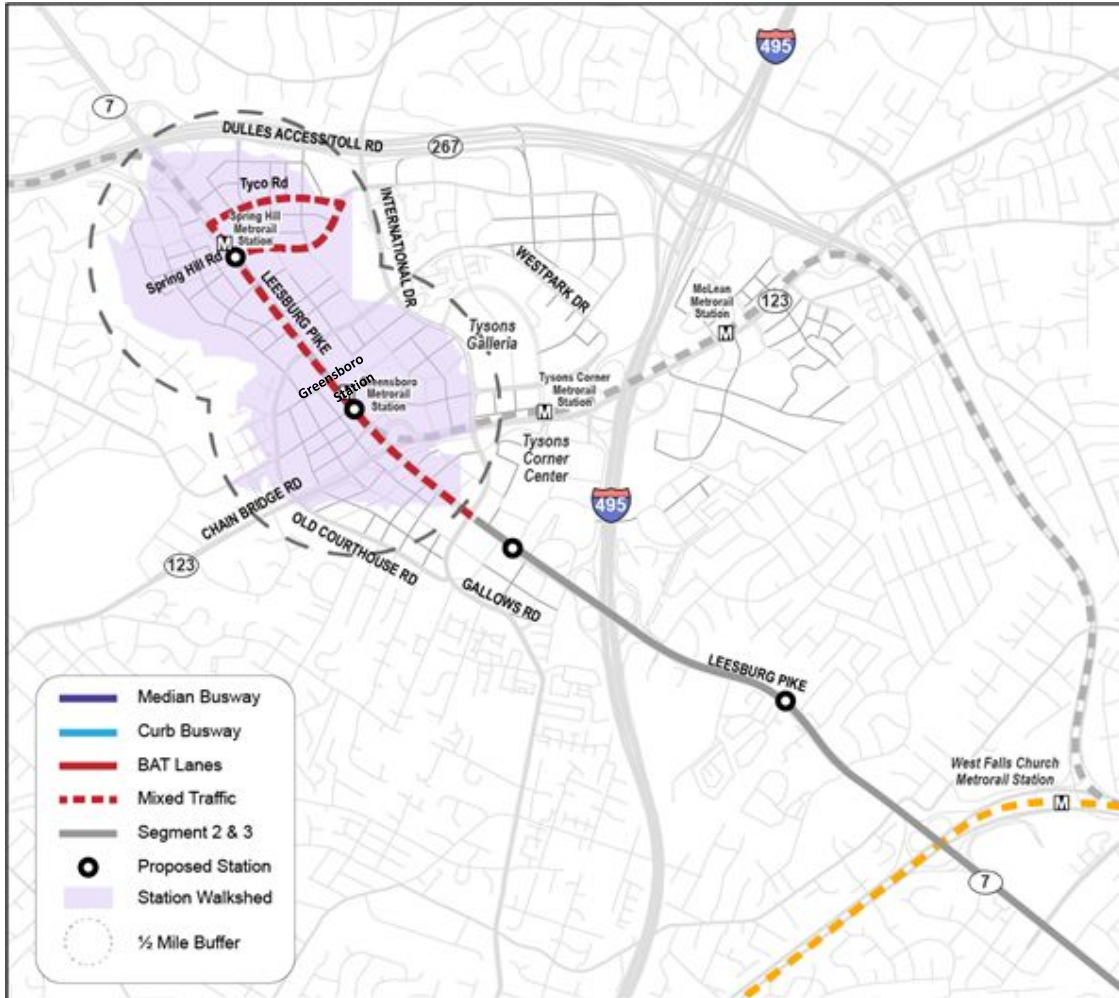 495
7
DULLES ACCESS/TOLL RD
267
Tyco Rd
Spring Hill
Metrorail
Station
M
Spring Hill Rd
INTERNATIONAL DR
LEESBURG PIKE
WESTPARK DR
McLean
Metrorail
Station
123
M
Tysons
Galleria
Greensboro
Station
Greensboro
Metrorail
Station
Tysons Corner
Metrorail
Station
M
Tysons
Corner
Center
495
CHAIN BRIDGE RD
OLD COURTHOUSE RD
123
GALLOWS RD
LEESBURG PIKE
West Falls Church
Metrorail Station
M
7
Median Busway
Curb Busway
BAT Lanes
Mixed Traffic
Segment 2 & 3
Proposed Station
Station Walkshed
½ Mile Buffer